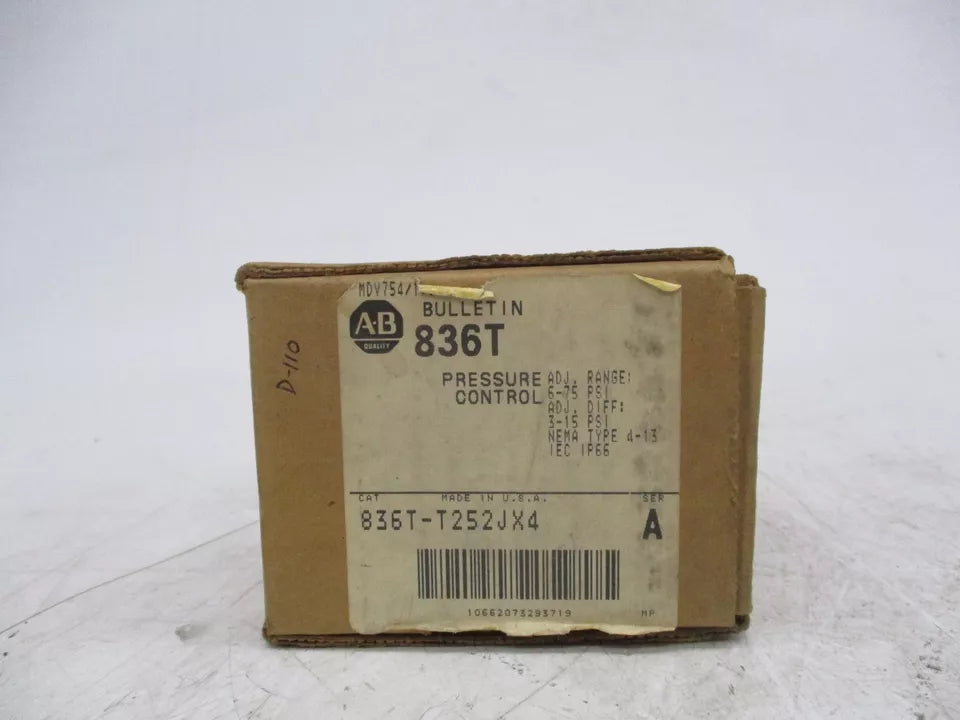 MDV754/1
A-B
QUALITY
BULLETIN
836T
PRESSURE
CONTROL
ADJ. RANGE:
6-75 PSI
ADJ. DIFF:
3-15 PSI
NEMA TYPE 4-13
IEC IP66
CAT MADE IN U.S.A. SER
836T-T252JX4 A
10662073293719 MP
D-110